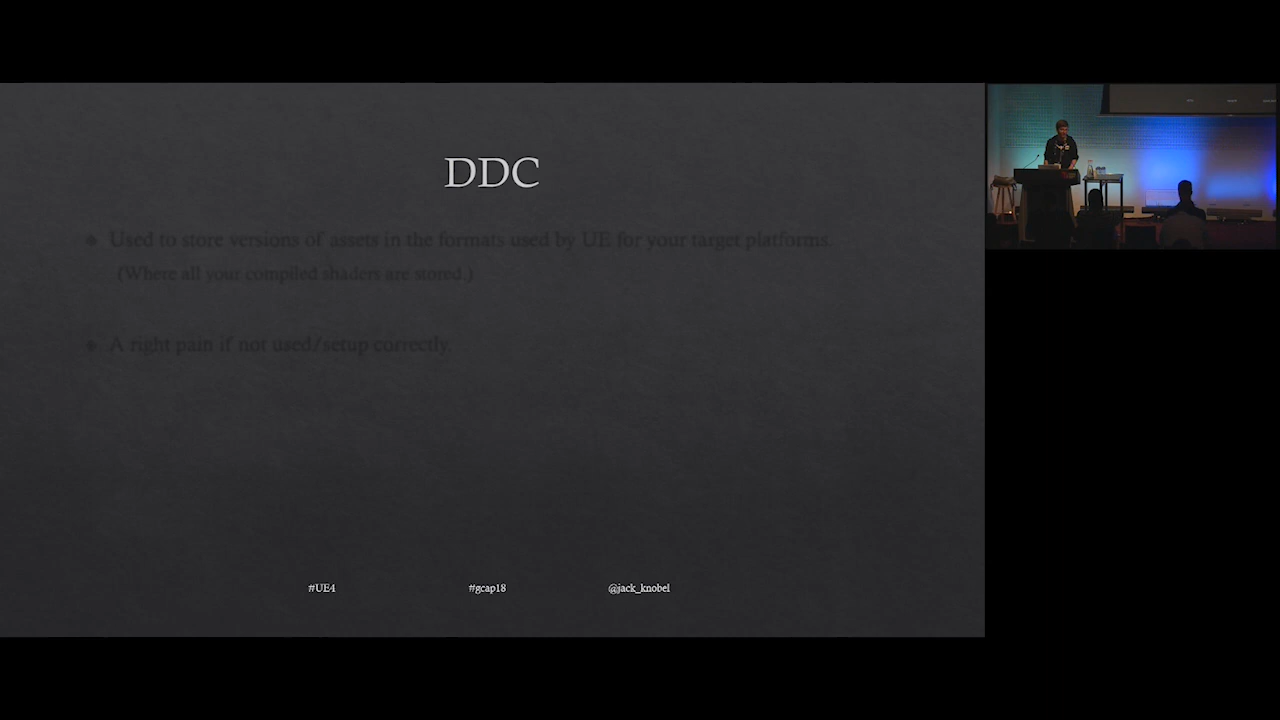 DDC
Used to store versions of assets in the formats used by UE for your target platforms.
(Where all your compiled shaders are stored.)
A right pain if not used/setup correctly.
#UE4
#gcap18
@jack_knobel